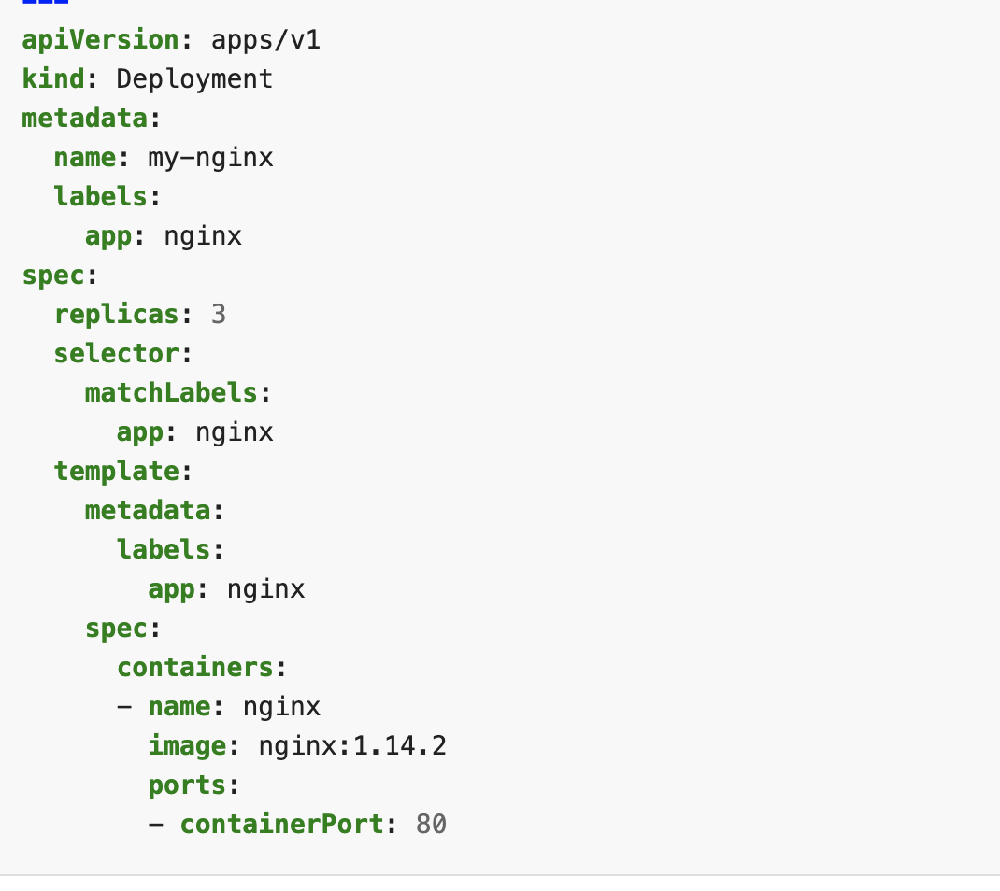 ---
apiVersion: apps/v1
kind: Deployment
metadata:
  name: my-nginx
  labels:
    app: nginx
spec:
  replicas: 3
  selector:
    matchLabels:
      app: nginx
  template:
    metadata:
      labels:
        app: nginx
    spec:
      containers:
      - name: nginx
        image: nginx:1.14.2
        ports:
        - containerPort: 80